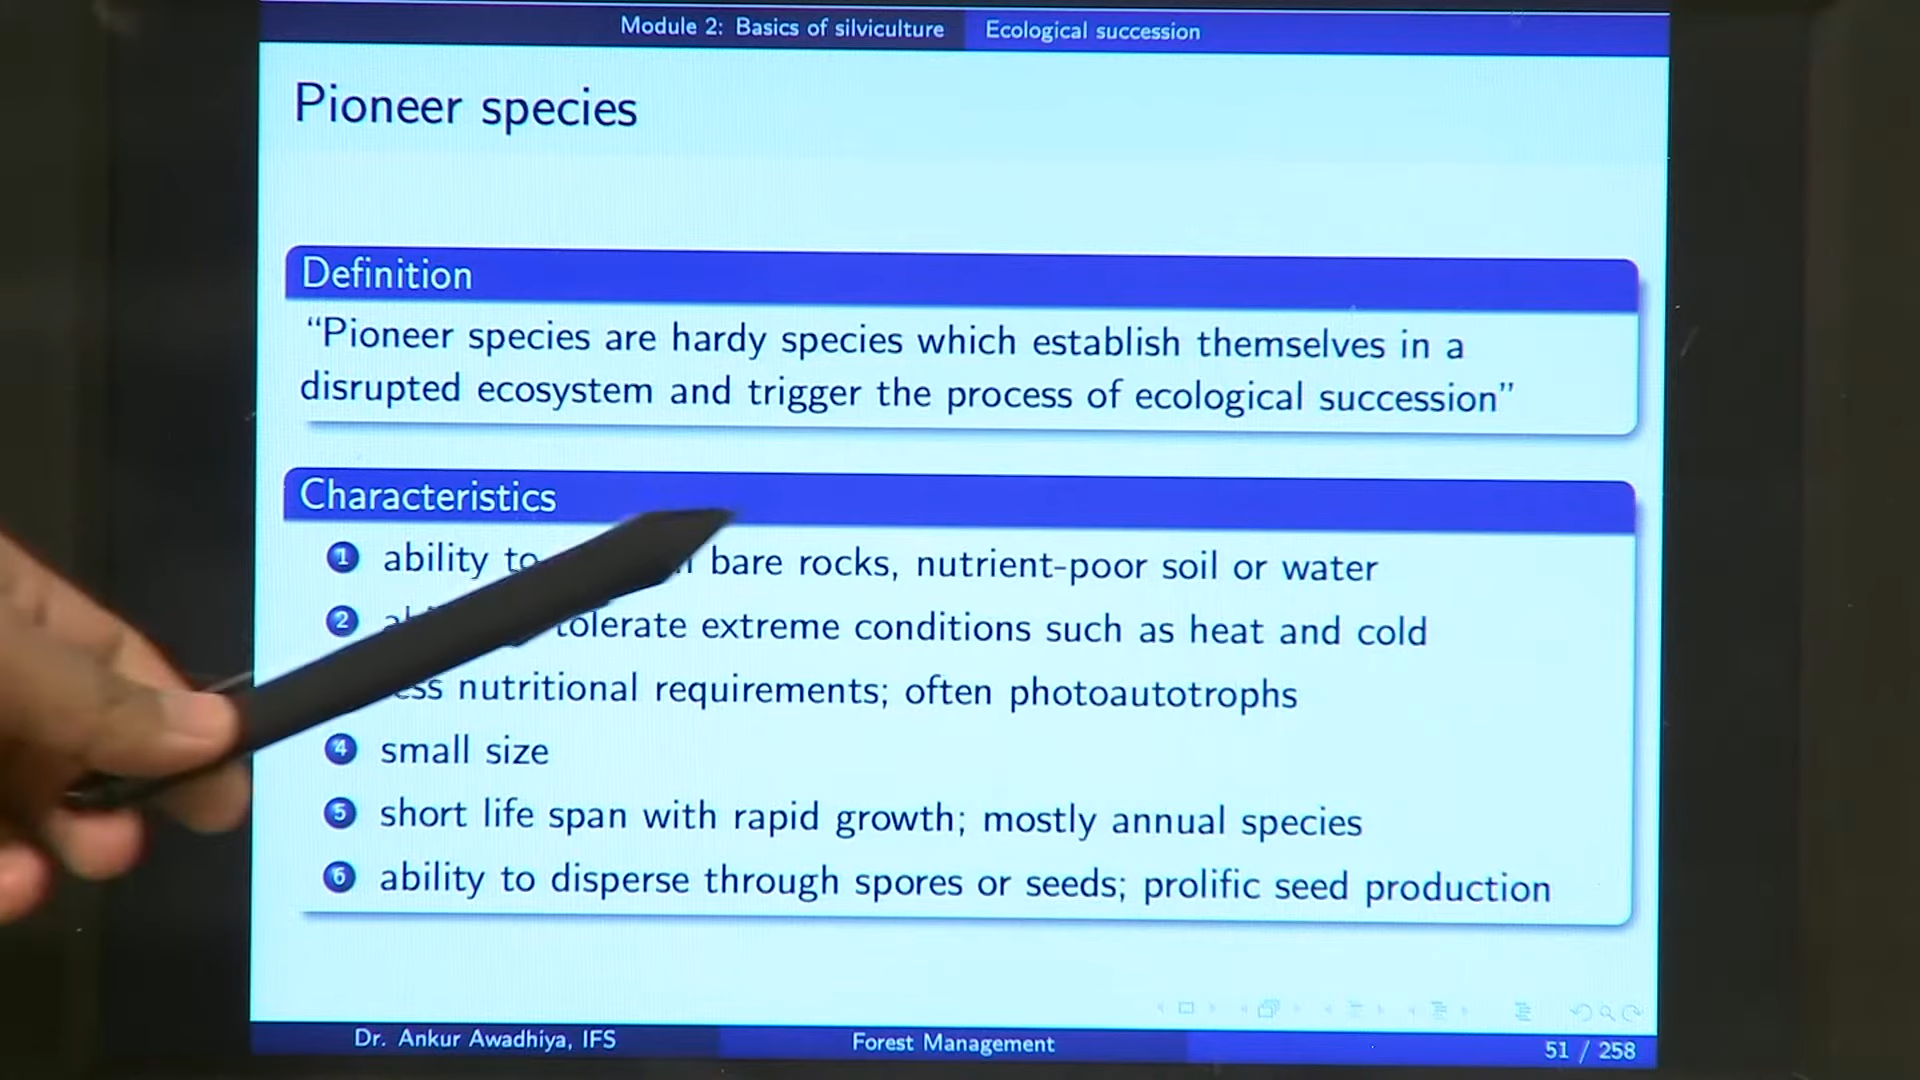 Module 2: Basics of silviculture Ecological succession
Pioneer species
Definition
“Pioneer species are hardy species which establish themselves in a
disrupted ecosystem and trigger the process of ecological succession”
Characteristics
1 ability to bare rocks, nutrient-poor soil or water
2 tolerate extreme conditions such as heat and cold
nutritional requirements; often photoautotrophs
4 small size
5 short life span with rapid growth; mostly annual species
6 ability to disperse through spores or seeds; prolific seed production
Dr. Ankur Awadhiya, IFS Forest Management 51 / 258